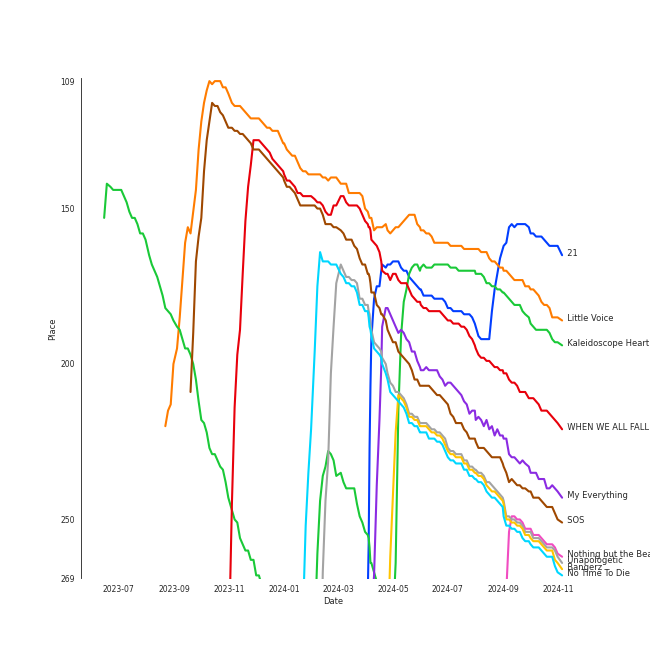 109
150
200
250
269
Place
2023-07
2023-09
2023-11
2024-01
2024-03
2024-05
2024-07
2024-09
2024-11
Date
21
Little Voice
Kaleidoscope Heart
WHEN WE ALL FALL
My Everything
SOS
Nothing but the Bea
Unapologetic
Bangerz
No Time To Die